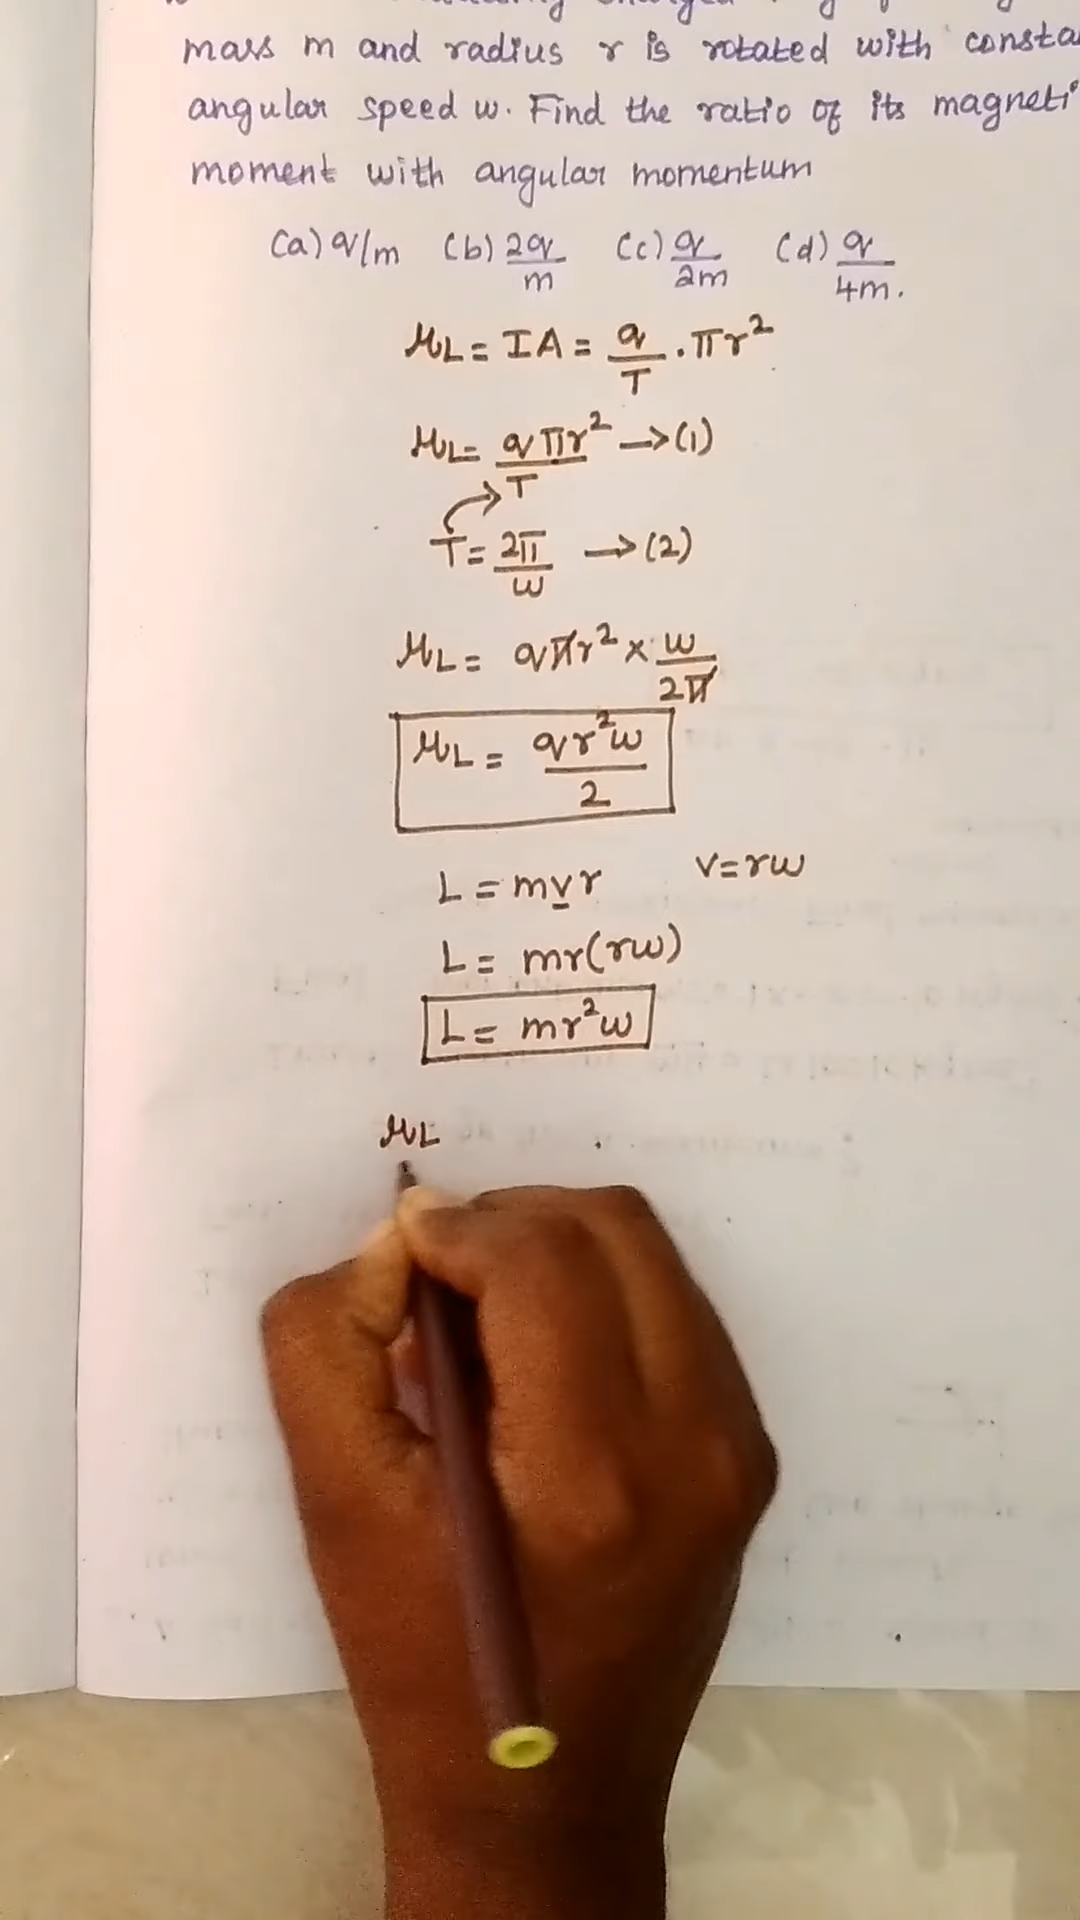 mass m and radius r is rotated with
angular speed w. Find the ratio of its
moment with angular momentum
(a) q/m (b) 2q/m (c) q/2m (d) q/4m.
μL = IA = q/T . πr²
μL = qπr²/T → (1)
T = 2π/w → (2)
μL = qπr² × w/2π
μL = qr²w/2
L = mvr v = rw
L = mr(rw)
L = mr²w
μL